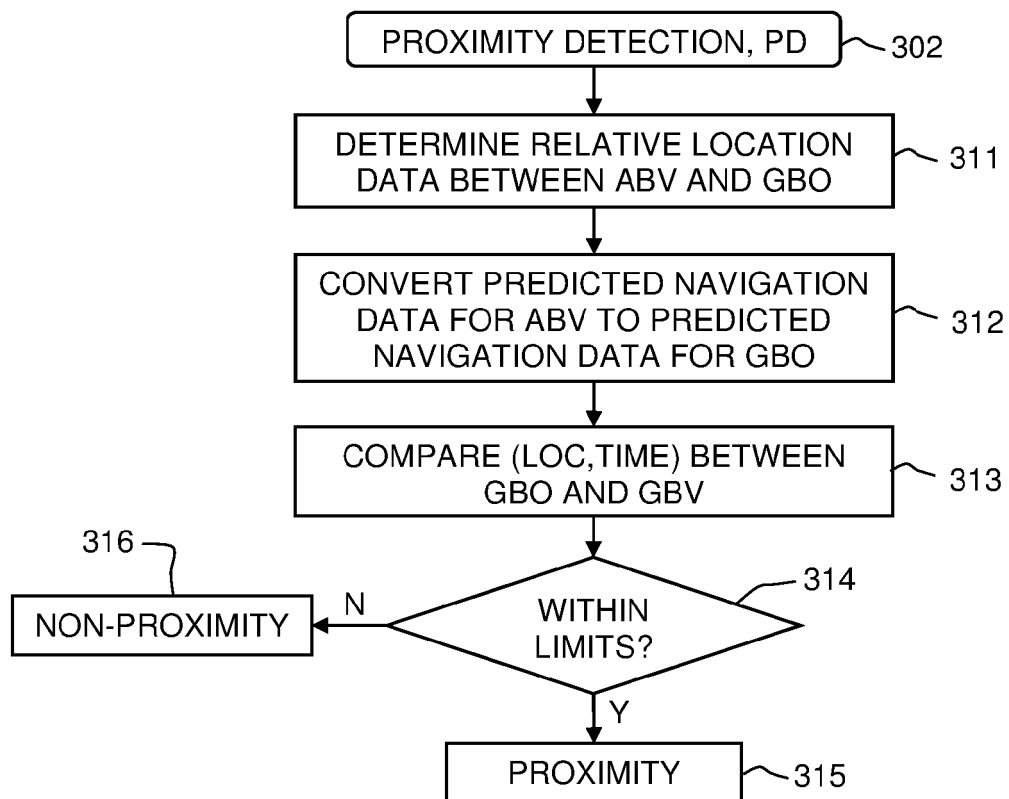 PROXIMITY DETECTION, PD
302
DETERMINE RELATIVE LOCATION
DATA BETWEEN ABV AND GBO
311
CONVERT PREDICTED NAVIGATION
DATA FOR ABV TO PREDICTED
NAVIGATION DATA FOR GBO
312
COMPARE (LOC,TIME) BETWEEN
GBO AND GBV
313
316
314
NON-PROXIMITY
N
WITHIN
LIMITS?
Y
PROXIMITY
315